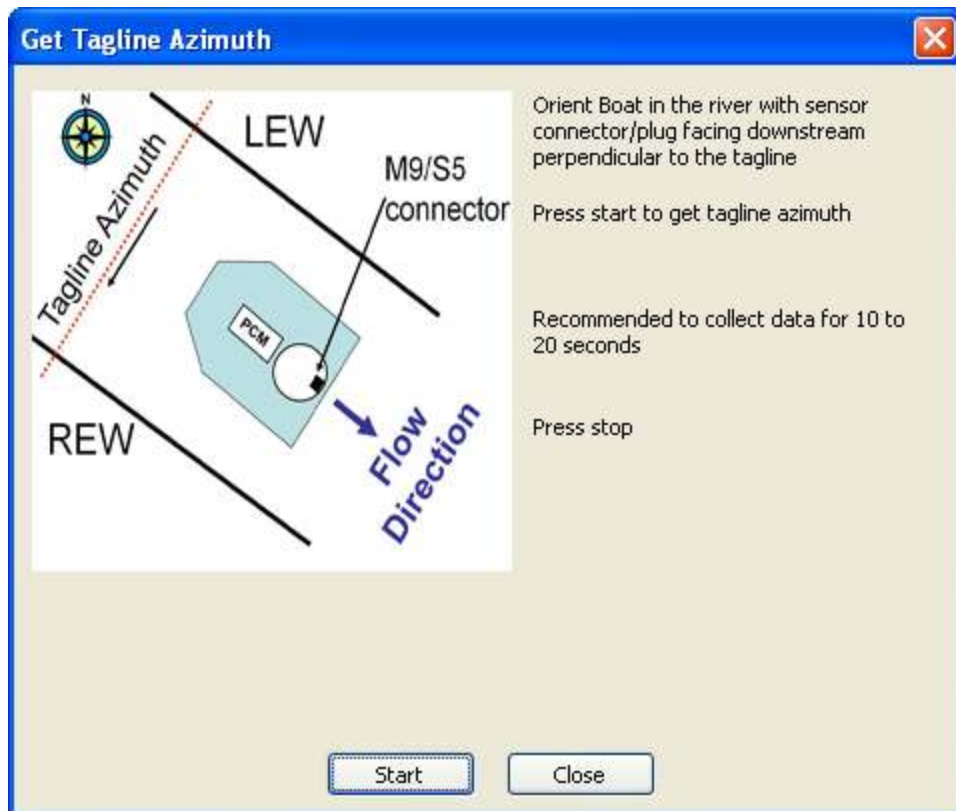 Get Tagline Azimuth
N
LEW
M9/S5
connector
Tagline Azimuth
PCM
REW
Flow
Direction
Orient Boat in the river with sensor
connector/plug facing downstream
perpendicular to the tagline
Press start to get tagline azimuth
Recommended to collect data for 10 to
20 seconds
Press stop
Start
Close